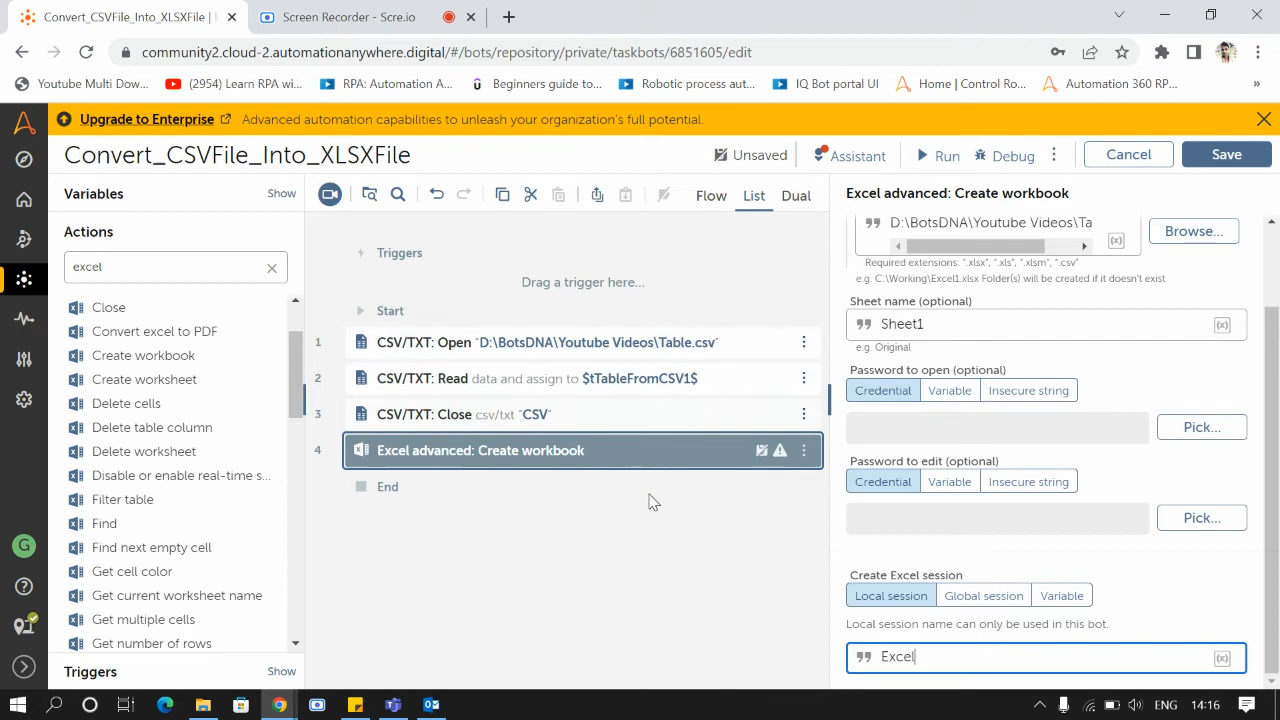 Convert_CSVFile_Into_XLSXFile |
Screen Recorder - Scre.io
community2.cloud-2.automationanywhere.digital/#/bots/repository/private/taskbots/6851605/edit
Youtube Multi Dow...
(2954) Learn RPA wi...
RPA: Automation A...
Beginners guide to...
Robotic process aut...
IQ Bot portal UI
Home | Control Ro...
Automation 360 RP...
»
Upgrade to Enterprise
Advanced automation capabilities to unleash your organization's full potential.
Convert_CSVFile_Into_XLSXFile
Unsaved
Assistant
Run
Debug
Cancel
Save
Variables
Show
Flow
List
Dual
Excel advanced: Create workbook
Actions
excel
Close
Convert excel to PDF
Create workbook
Create worksheet
Delete cells
Delete table column
Delete worksheet
Disable or enable real-time s...
Filter table
Find
Find next empty cell
Get cell color
Get current worksheet name
Get multiple cells
Get number of rows
Triggers
Show
Triggers
Drag a trigger here...
Start
1 CSV/TXT: Open "D:\BotsDNA\Youtube Videos\Table.csv"
2 CSV/TXT: Read data and assign to $tTableFromCSV1$
3 CSV/TXT: Close csv/txt "CSV"
4 Excel advanced: Create workbook
End
D:\BotsDNA\Youtube Videos\Ta
(x)
Browse...
Required extensions: ".xlsx", ".xls", ".xlsm", ".csv"
e.g. C:\Working\Excel1.xlsx Folder(s) will be created if it doesn't exist
Sheet name (optional)
Sheet1
(x)
e.g. Original
Password to open (optional)
Credential
Variable
Insecure string
Pick...
Password to edit (optional)
Credential
Variable
Insecure string
Pick...
Create Excel session
Local session
Global session
Variable
Local session name can only be used in this bot.
Excel
(x)
G
ENG
14:16